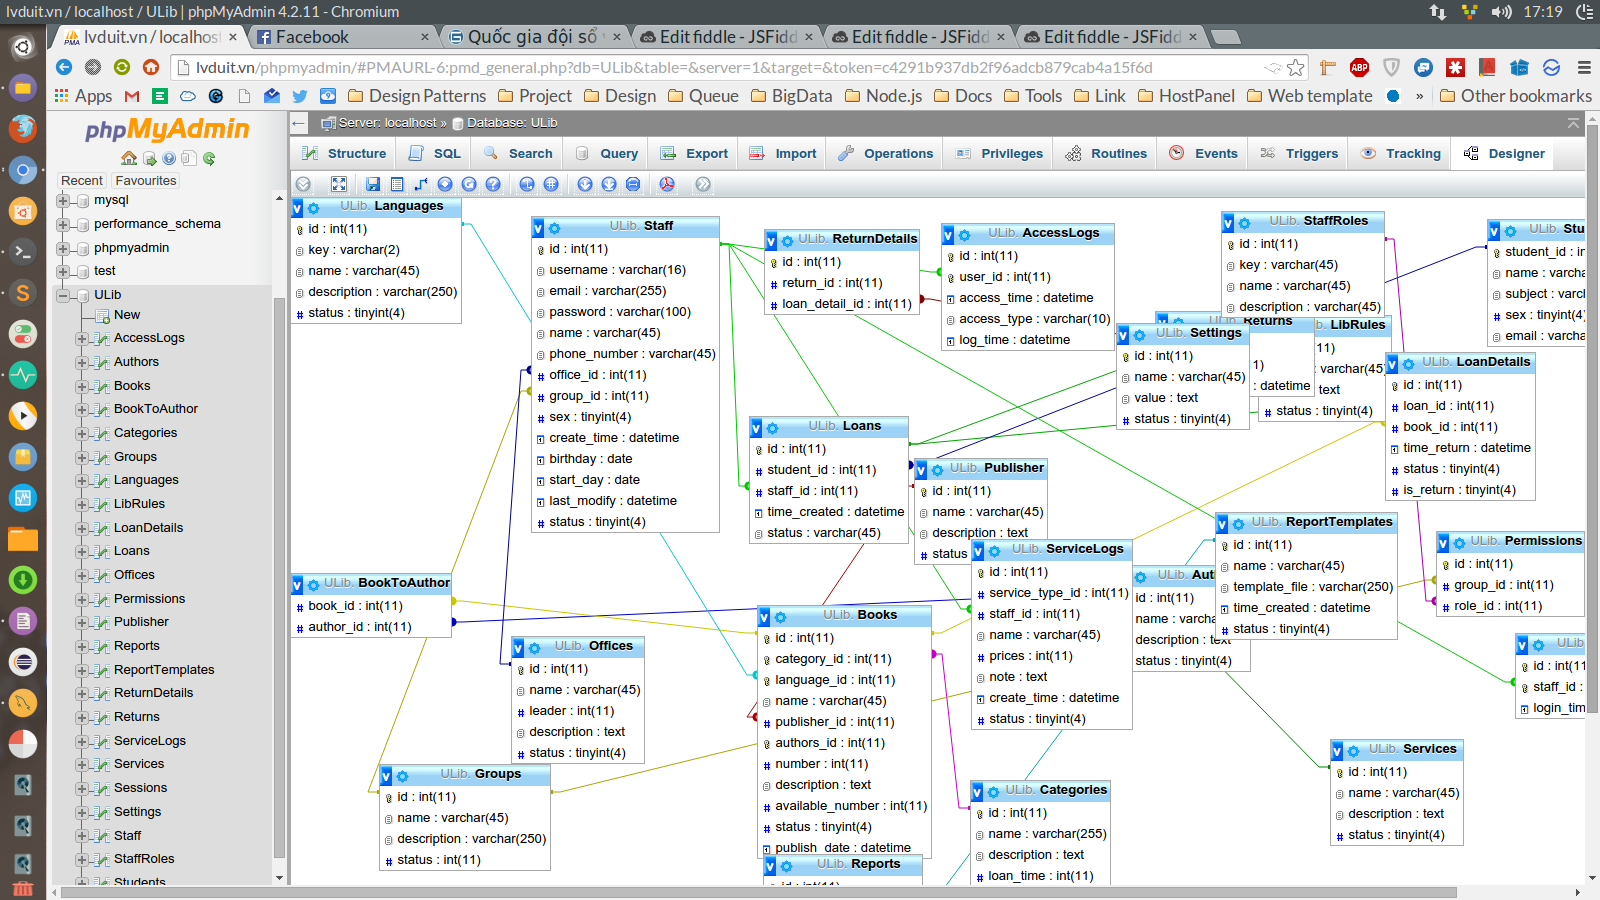 lvduit.vn / localhost / ULib | phpMyAdmin 4.2.11 - Chromium
17:19
lvduit.vn / localhost
Facebook
Quốc gia đội sổ
Edit fiddle - JSFidd
Edit fiddle - JSFidd
Edit fiddle - JSFidd
lvduit.vn/phpmyadmin/#PMAURL-6:pmd_general.php?db=ULib&table=&server=1&target=&token=c4291b937db2f96adcb879cab4a15f6d
Apps
Design Patterns
Project
Design
Queue
BigData
Node.js
Docs
Tools
Link
HostPanel
Web template
»
Other bookmarks
phpMyAdmin
Recent
Favourites
mysql
performance_schema
phpmyadmin
test
ULib
New
AccessLogs
Authors
Books
BookToAuthor
Categories
Groups
Languages
LibRules
LoanDetails
Loans
Offices
Permissions
Publisher
Reports
ReportTemplates
ReturnDetails
Returns
ServiceLogs
Services
Sessions
Settings
Staff
StaffRoles
Students
Server: localhost » Database: ULib
Structure
SQL
Search
Query
Export
Import
Operations
Privileges
Routines
Events
Triggers
Tracking
Designer
ULib. Languages
id : int(11)
key : varchar(2)
name : varchar(45)
description : varchar(250)
status : tinyint(4)
ULib. Staff
id : int(11)
username : varchar(16)
email : varchar(255)
password : varchar(100)
name : varchar(45)
phone_number : varchar(45)
office_id : int(11)
group_id : int(11)
sex : tinyint(4)
create_time : datetime
birthday : date
start_day : date
last_modify : datetime
status : tinyint(4)
ULib. ReturnDetails
id : int(11)
return_id : int(11)
loan_detail_id : int(11)
ULib. AccessLogs
id : int(11)
user_id : int(11)
access_time : datetime
access_type : varchar(10)
log_time : datetime
ULib. StaffRoles
id : int(11)
key : varchar(45)
name : varchar(45)
description : varchar(45)
ULib. Stu
student_id : in
name : varcha
subject : varc
sex : tinyint(4
email : varcha
ULib. Returns
1)
: datetime
b. LibRules
: int(11)
: varchar(45)
: text
status : tinyint(4)
ULib. Settings
id : int(11)
name : varchar(45)
value : text
status : tinyint(4)
ULib. LoanDetails
id : int(11)
loan_id : int(11)
book_id : int(11)
time_return : datetime
status : tinyint(4)
is_return : tinyint(4)
ULib. Loans
id : int(11)
student_id : int(11)
staff_id : int(11)
time_created : datetime
status : varchar(45)
ULib. Publisher
id : int(11)
name : varchar(45)
description : text
status
ULib. ServiceLogs
id : int(11)
service_type_id : int(11)
staff_id : int(11)
name : varchar(45)
prices : int(11)
note : text
create_time : datetime
status : tinyint(4)
ULib. Aut
id : int(11)
name : varcha
description : text
status : tinyint(4)
ULib. ReportTemplates
id : int(11)
name : varchar(45)
template_file : varchar(250)
time_created : datetime
status : tinyint(4)
ULib. Permissions
id : int(11)
group_id : int(11)
role_id : int(11)
ULib
id : int(11
staff_id :
login_tim
ULib. BookToAuthor
book_id : int(11)
author_id : int(11)
ULib. Offices
id : int(11)
name : varchar(45)
leader : int(11)
description : text
status : tinyint(4)
ULib. Books
id : int(11)
category_id : int(11)
language_id : int(11)
name : varchar(45)
publisher_id : int(11)
authors_id : int(11)
number : int(11)
description : text
available_number : int(11)
status : tinyint(4)
publish_date : datetime
ULib. Groups
id : int(11)
name : varchar(45)
description : varchar(250)
status : int(11)
ULib. Categories
id : int(11)
name : varchar(255)
description : text
loan_time : int(11)
ULib. Services
id : int(11)
name : varchar(45)
description : text
status : tinyint(4)
ULib. Reports
id : int(11)